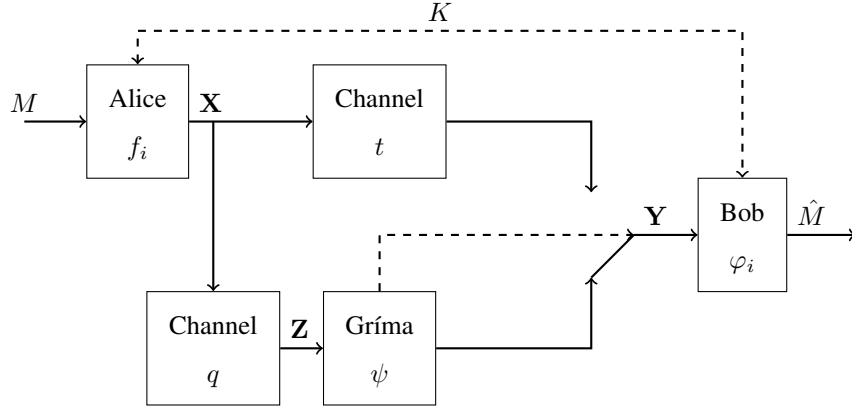 K
M
Alice
f_i
X
Channel
t
Y
Bob
φ_i
M̂
Channel
q
Z
Gríma
ψ